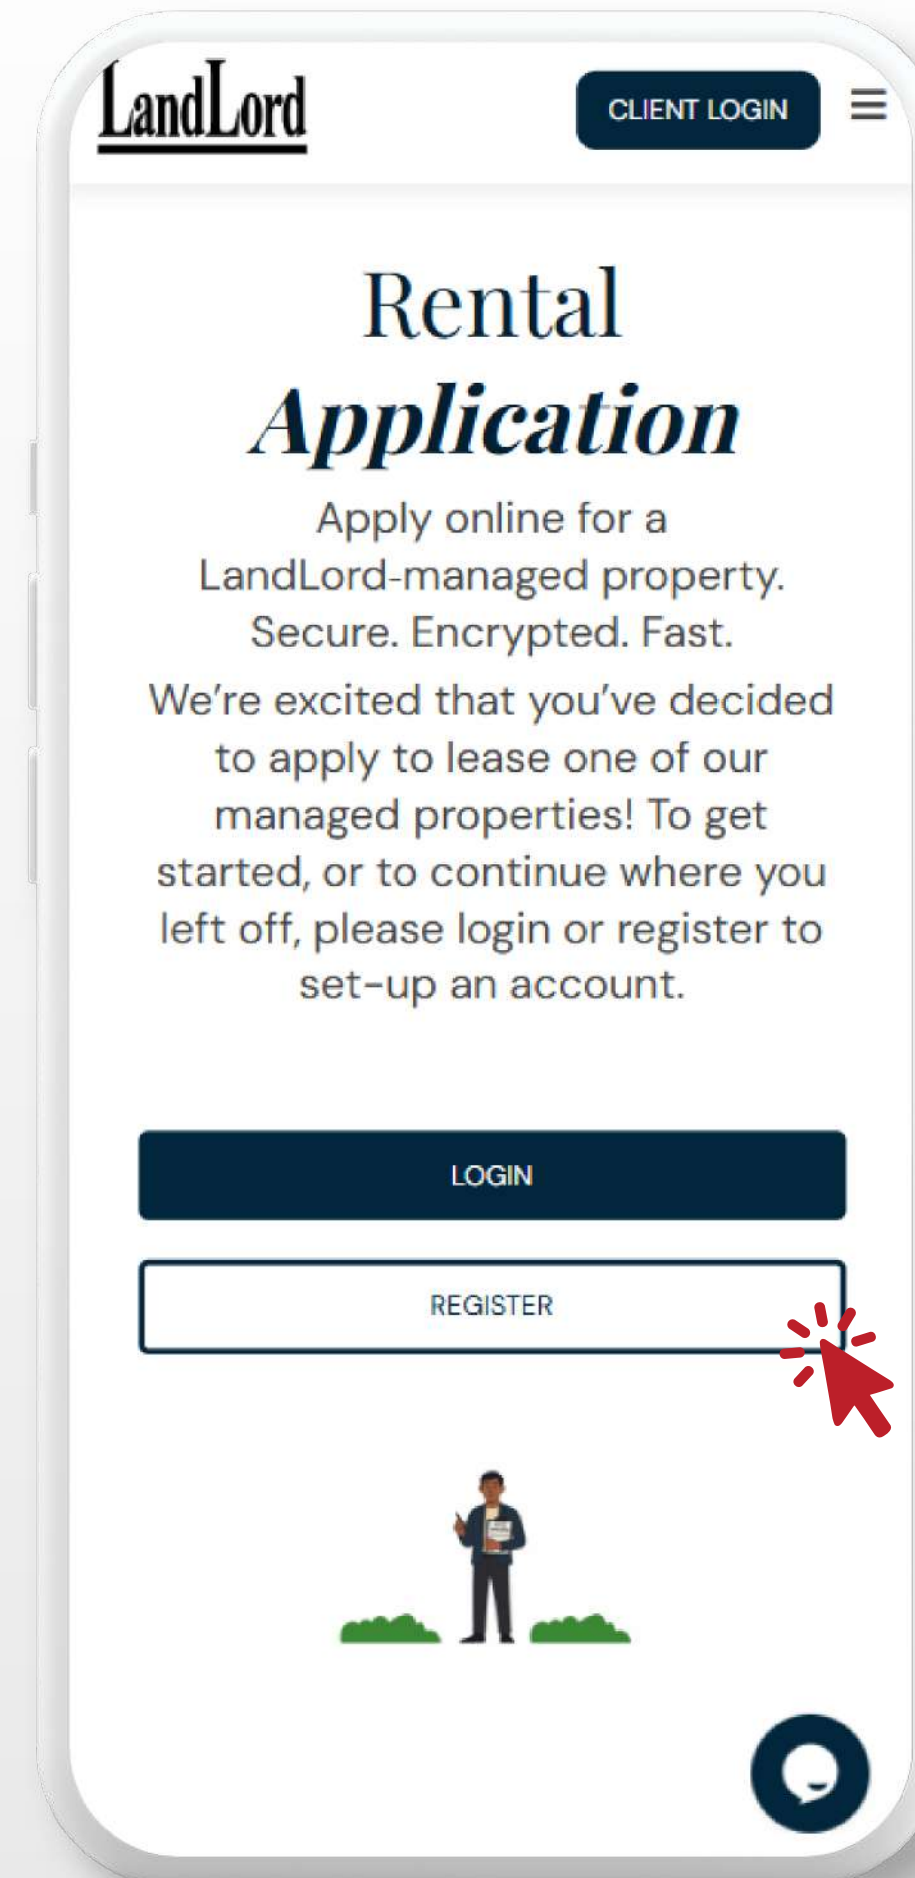 LandLord
CLIENT LOGIN
Rental
Application
Apply online for a
LandLord-managed property.
Secure. Encrypted. Fast.
We're excited that you've decided
to apply to lease one of our
managed properties! To get
started, or to continue where you
left off, please login or register to
set-up an account.
LOGIN
REGISTER